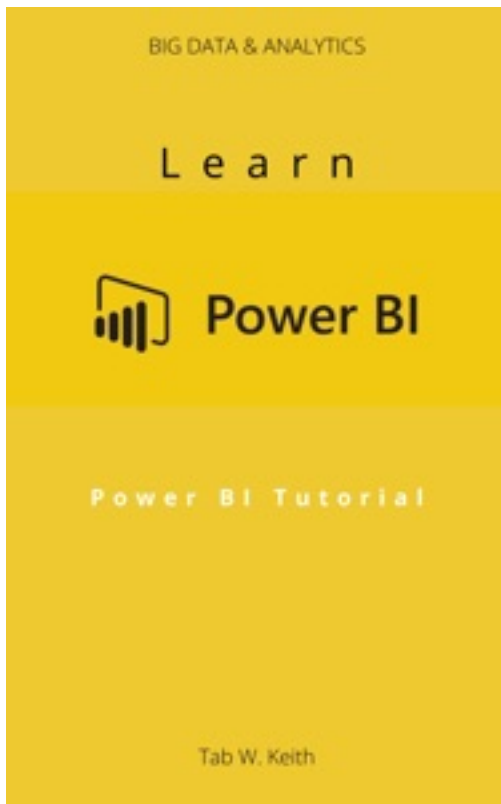 BIG DATA & ANALYTICS
Learn
Power BI
Power BI Tutorial
Tab W. Keith